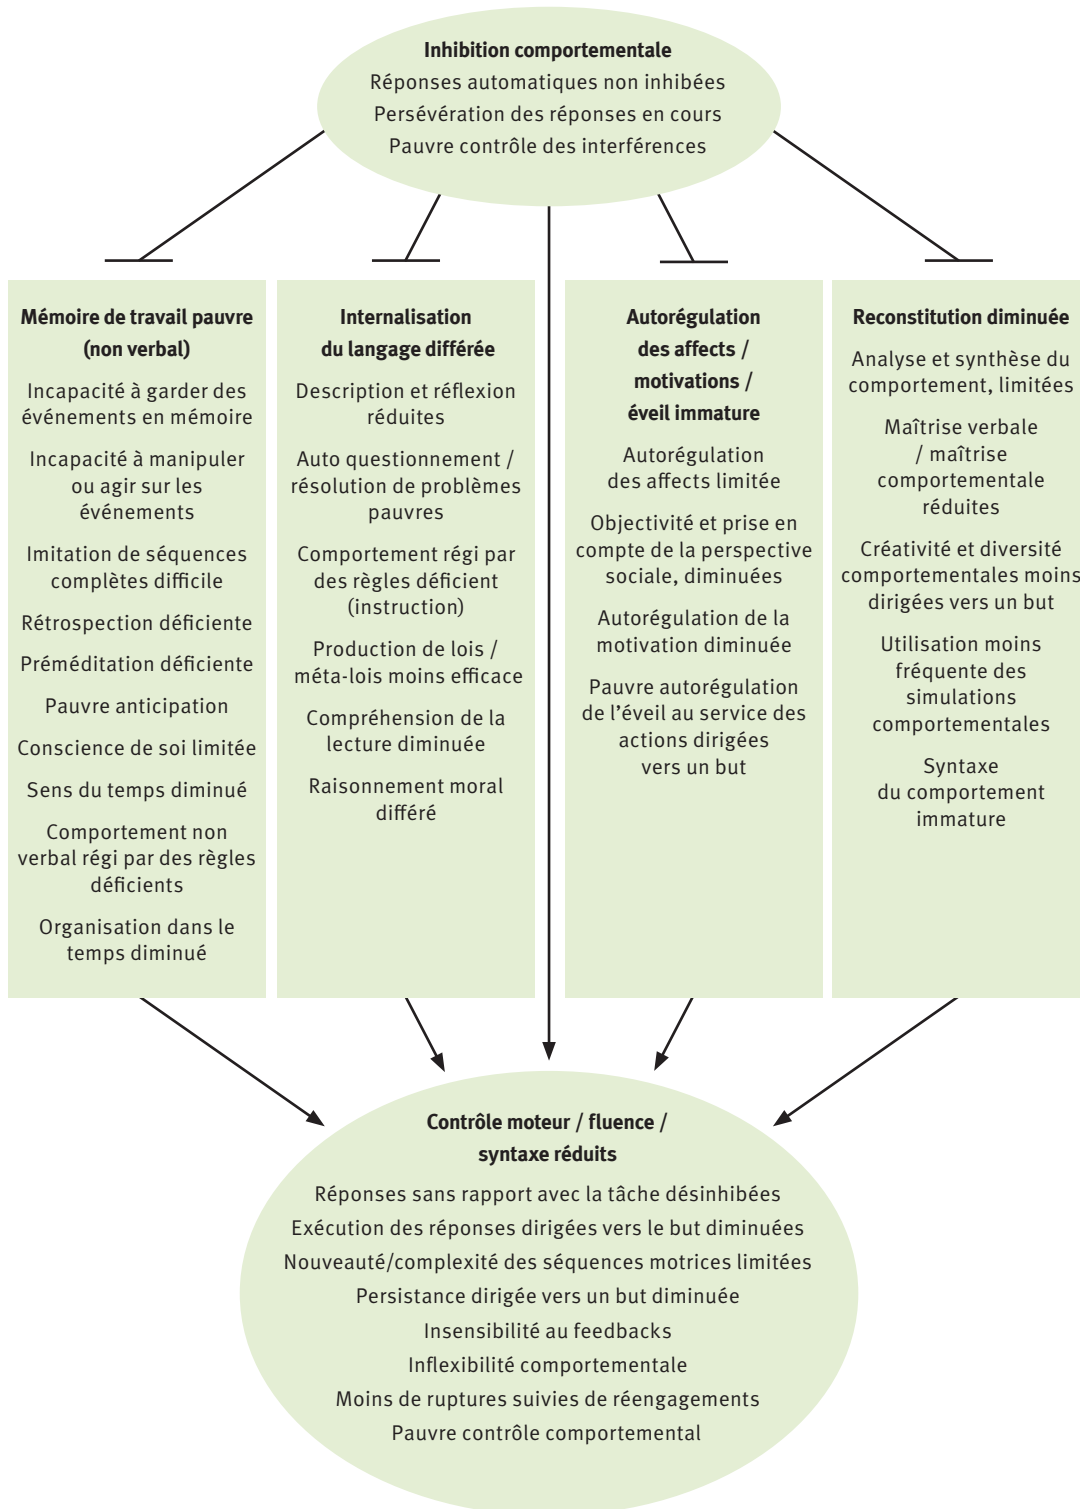 Inhibition comportementale
Réponses automatiques non inhibées
Persévération des réponses en cours
Pauvre contrôle des interférences
Mémoire de travail pauvre
(non verbal)
Incapacité à garder des
événements en mémoire
Incapacité à manipuler
ou agir sur les
événements
Imitation de séquences
complètes difficile
Rétrospection déficiente
Préméditation déficiente
Pauvre anticipation
Conscience de soi limitée
Sens du temps diminué
Comportement non
verbal régi par des règles
déficients
Organisation dans le
temps diminué
Internalisation
du langage différée
Description et réflexion
réduites
Auto questionnement /
résolution de problèmes
pauvres
Comportement régi par
des règles déficient
(instruction)
Production de lois /
méta-lois moins efficace
Compréhension de la
lecture diminuée
Raisonnement moral
différé
Autorégulation
des affects /
motivations /
éveil immature
Autorégulation
des affects limitée
Objectivité et prise en
compte de la perspective
sociale, diminuées
Autorégulation de la
motivation diminuée
Pauvre autorégulation
de l'éveil au service des
actions dirigées
vers un but
Reconstitution diminuée
Analyse et synthèse du
comportement, limitées
Maîtrise verbale
/ maîtrise
comportementale
réduites
Créativité et diversité
comportementales moins
dirigées vers un but
Utilisation moins
fréquente des
simulations
comportementales
Syntaxe
du comportement
immature
Contrôle moteur / fluence /
syntaxe réduits
Réponses sans rapport avec la tâche désinhibées
Exécution des réponses dirigées vers le but diminuées
Nouveauté/complexité des séquences motrices limitées
Persistance dirigée vers un but diminuée
Insensibilité au feedbacks
Inflexibilité comportementale
Moins de ruptures suivies de réengagements
Pauvre contrôle comportemental